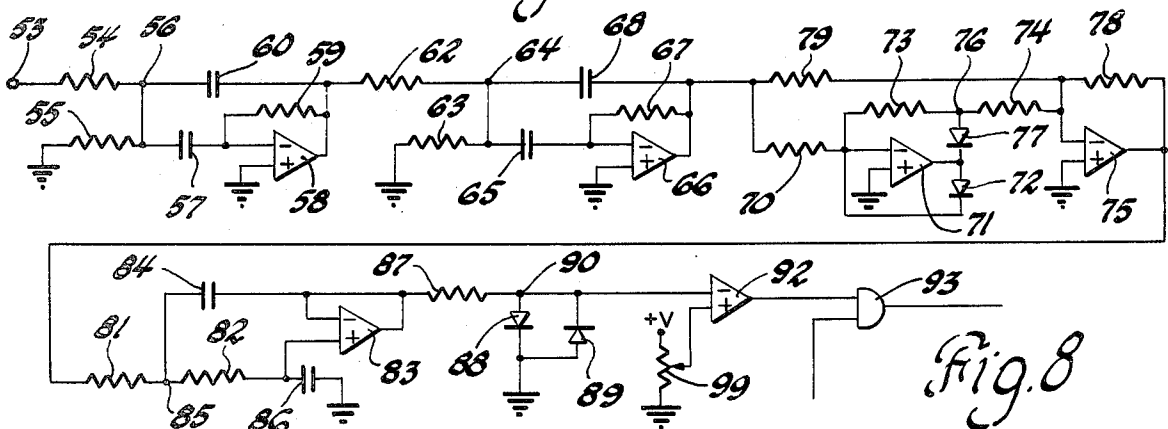 53 54 56 60 59 62 64 68 67 79 73 76 74 78
55 57 58 63 65 66 70 71 77 72 75
- + - + - + - +
84 87 90 92 93
81 82 83 88 89 +V 99
85 86
- + - +
Fig.8